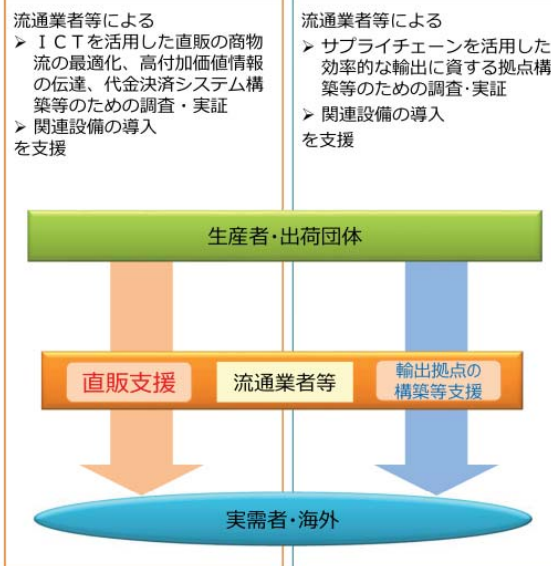 流通業者等による
➢ ＩＣＴを活用した直販の商物
流の最適化、高付加価値情報
の伝達、代金決済システム構
築等のための調査・実証
➢ 関連設備の導入
を支援
流通業者等による
➢ サプライチェーンを活用した
効率的な輸出に資する拠点構
築等のための調査･実証
➢ 関連設備の導入
を支援
生産者･出荷団体
直販支援
流通業者等
輸出拠点の
構築等支援
実需者･海外